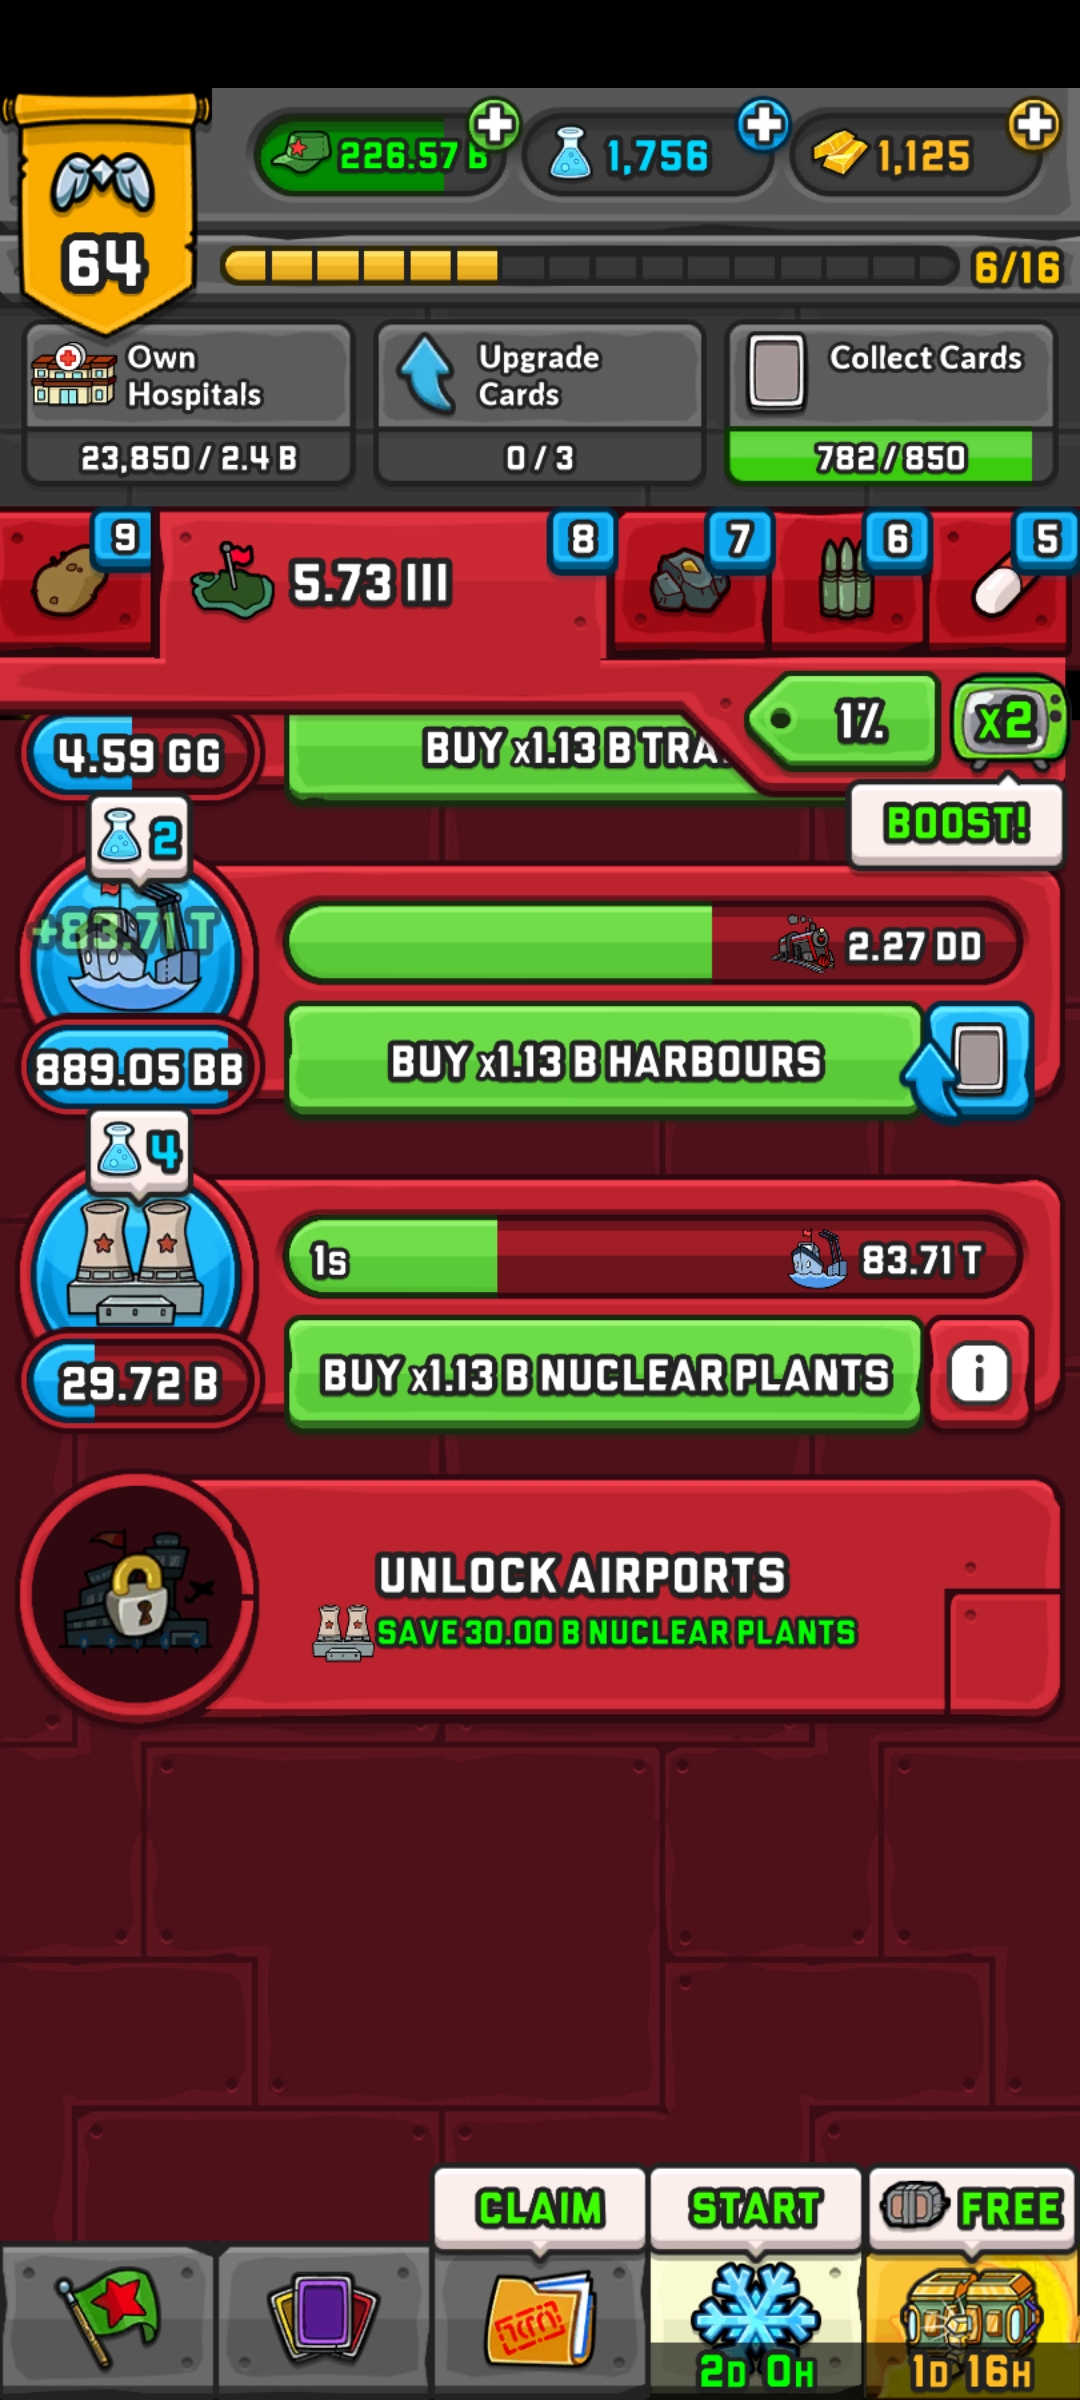 226.57 B
1,756
1,125
64
6/16
Own Hospitals
23,850 / 2.4 B
Upgrade Cards
0 / 3
Collect Cards
782 / 850
9
5.73 III
8
7
6
5
1%
x2
BOOST!
4.59 GG
BUY x1.13 B TRA
2
+83.71 T
2.27 DD
889.05 BB
BUY x1.13 B HARBOURS
4
1s
83.71 T
29.72 B
BUY x1.13 B NUCLEAR PLANTS
i
UNLOCK AIRPORTS
SAVE 30.00 B NUCLEAR PLANTS
CLAIM
START
FREE
2D 0H
1D 16H